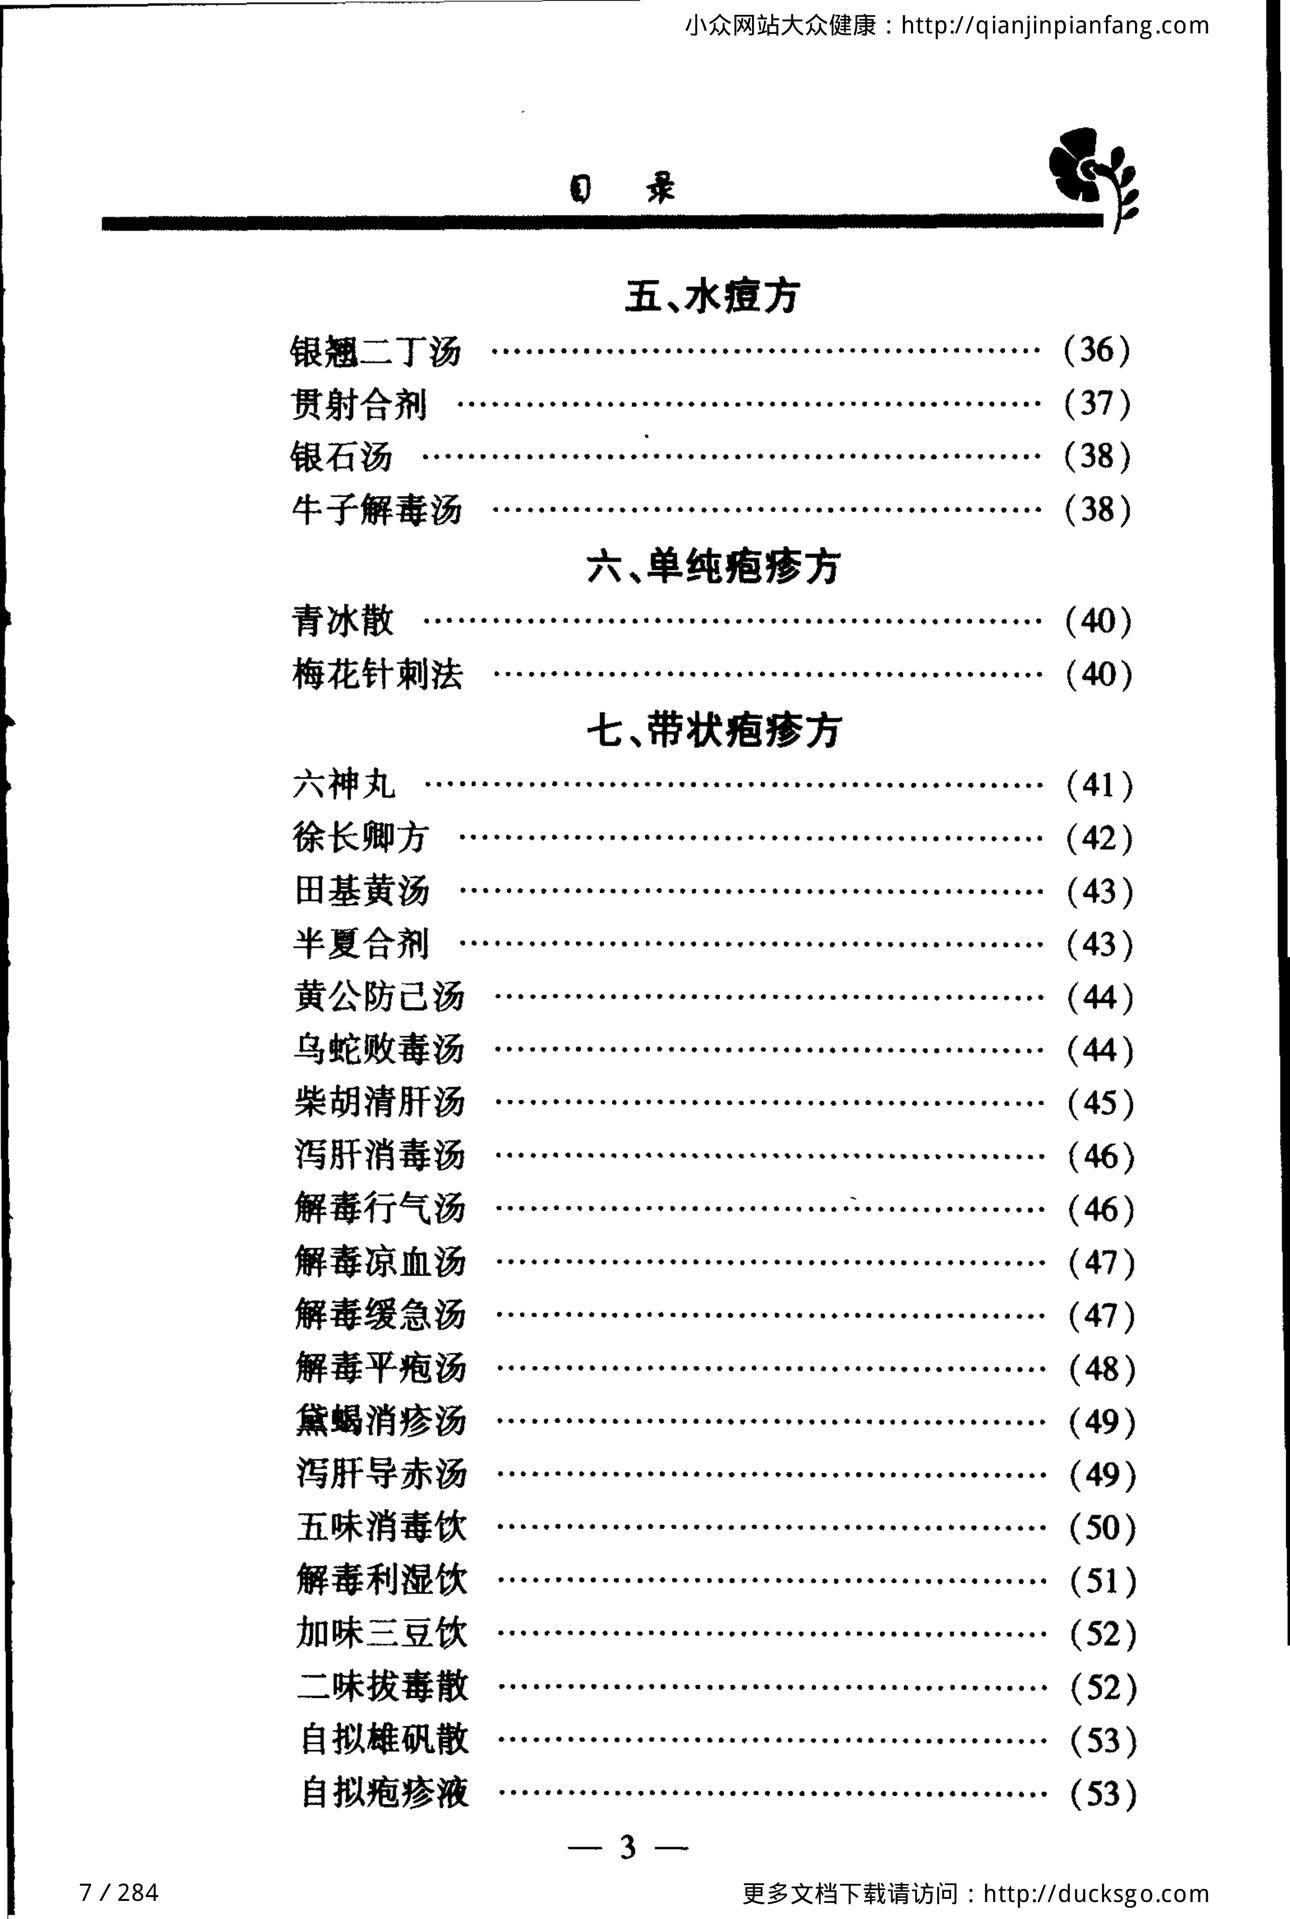 小众网站大众健康：http://qianjinpianfang.com
目 录
五、水痘方
银翘二丁汤 …………………………………………… (36)
贯射合剂 …………………………………………… (37)
银石汤 …………………………………………… (38)
牛子解毒汤 …………………………………………… (38)
六、单纯疱疹方
青冰散 …………………………………………… (40)
梅花针刺法 …………………………………………… (40)
七、带状疱疹方
六神丸 …………………………………………… (41)
徐长卿方 …………………………………………… (42)
田基黄汤 …………………………………………… (43)
半夏合剂 …………………………………………… (43)
黄公防己汤 …………………………………………… (44)
乌蛇败毒汤 …………………………………………… (44)
柴胡清肝汤 …………………………………………… (45)
泻肝消毒汤 …………………………………………… (46)
解毒行气汤 …………………………………………… (46)
解毒凉血汤 …………………………………………… (47)
解毒缓急汤 …………………………………………… (47)
解毒平疱汤 …………………………………………… (48)
黛蝎消疹汤 …………………………………………… (49)
泻肝导赤汤 …………………………………………… (49)
五味消毒饮 …………………………………………… (50)
解毒利湿饮 …………………………………………… (51)
加味三豆饮 …………………………………………… (52)
二味拔毒散 …………………………………………… (52)
自拟雄矾散 …………………………………………… (53)
自拟疱疹液 …………………………………………… (53)
— 3 —
7 / 284
更多文档下载请访问：http://ducksgo.com